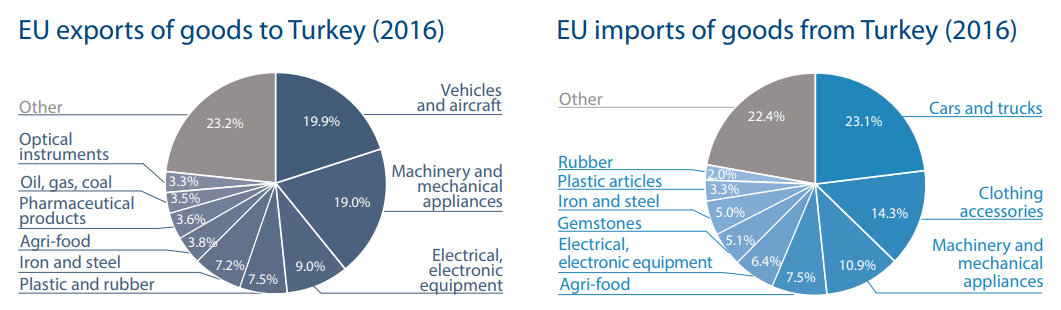 EU exports of goods to Turkey (2016)
Vehicles
and aircraft
19.9%
Machinery and
mechanical
appliances
19.0%
Electrical,
electronic
equipment
9.0%
Plastic and rubber
7.5%
Iron and steel
7.2%
Agri-food
3.8%
Pharmaceutical
products
3.6%
Oil, gas, coal
3.5%
Optical
instruments
3.3%
Other
23.2%
EU imports of goods from Turkey (2016)
Cars and trucks
23.1%
Clothing
accessories
14.3%
Machinery and
mechanical
appliances
10.9%
Agri-food
7.5%
Electrical,
electronic equipment
6.4%
Gemstones
5.1%
Iron and steel
5.0%
Plastic articles
3.3%
Rubber
2.0%
Other
22.4%